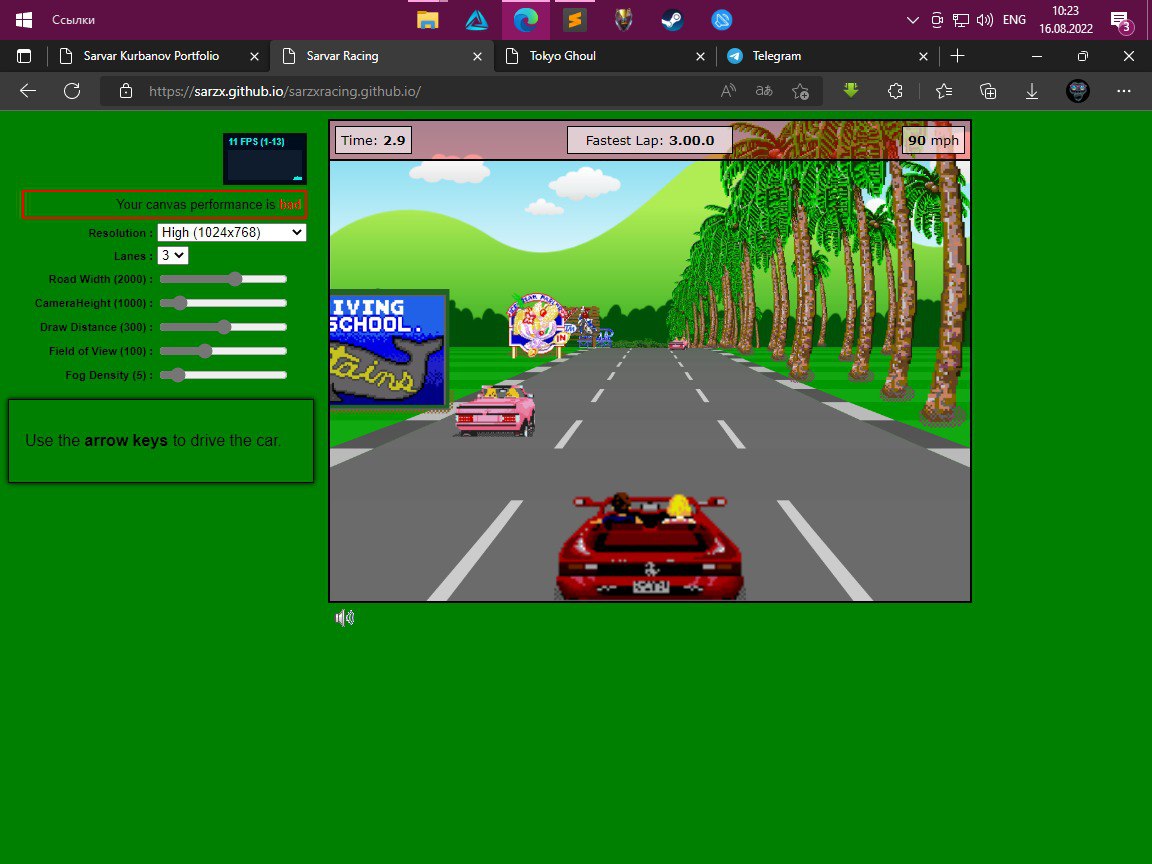 Ссылки
ENG
10:23
16.08.2022
3
Sarvar Kurbanov Portfolio
Sarvar Racing
Tokyo Ghoul
Telegram
https://sarzx.github.io/sarzxracing.github.io/
11 FPS (1-13)
Your canvas performance is bad
Resolution : High (1024x768)
Lanes : 3
Road Width (2000) :
CameraHeight (1000) :
Draw Distance (300) :
Field of View (100) :
Fog Density (5) :
Use the arrow keys to drive the car.
Time: 2.9
Fastest Lap: 3.00.0
90 mph
IVING
SCHOOL.
tains